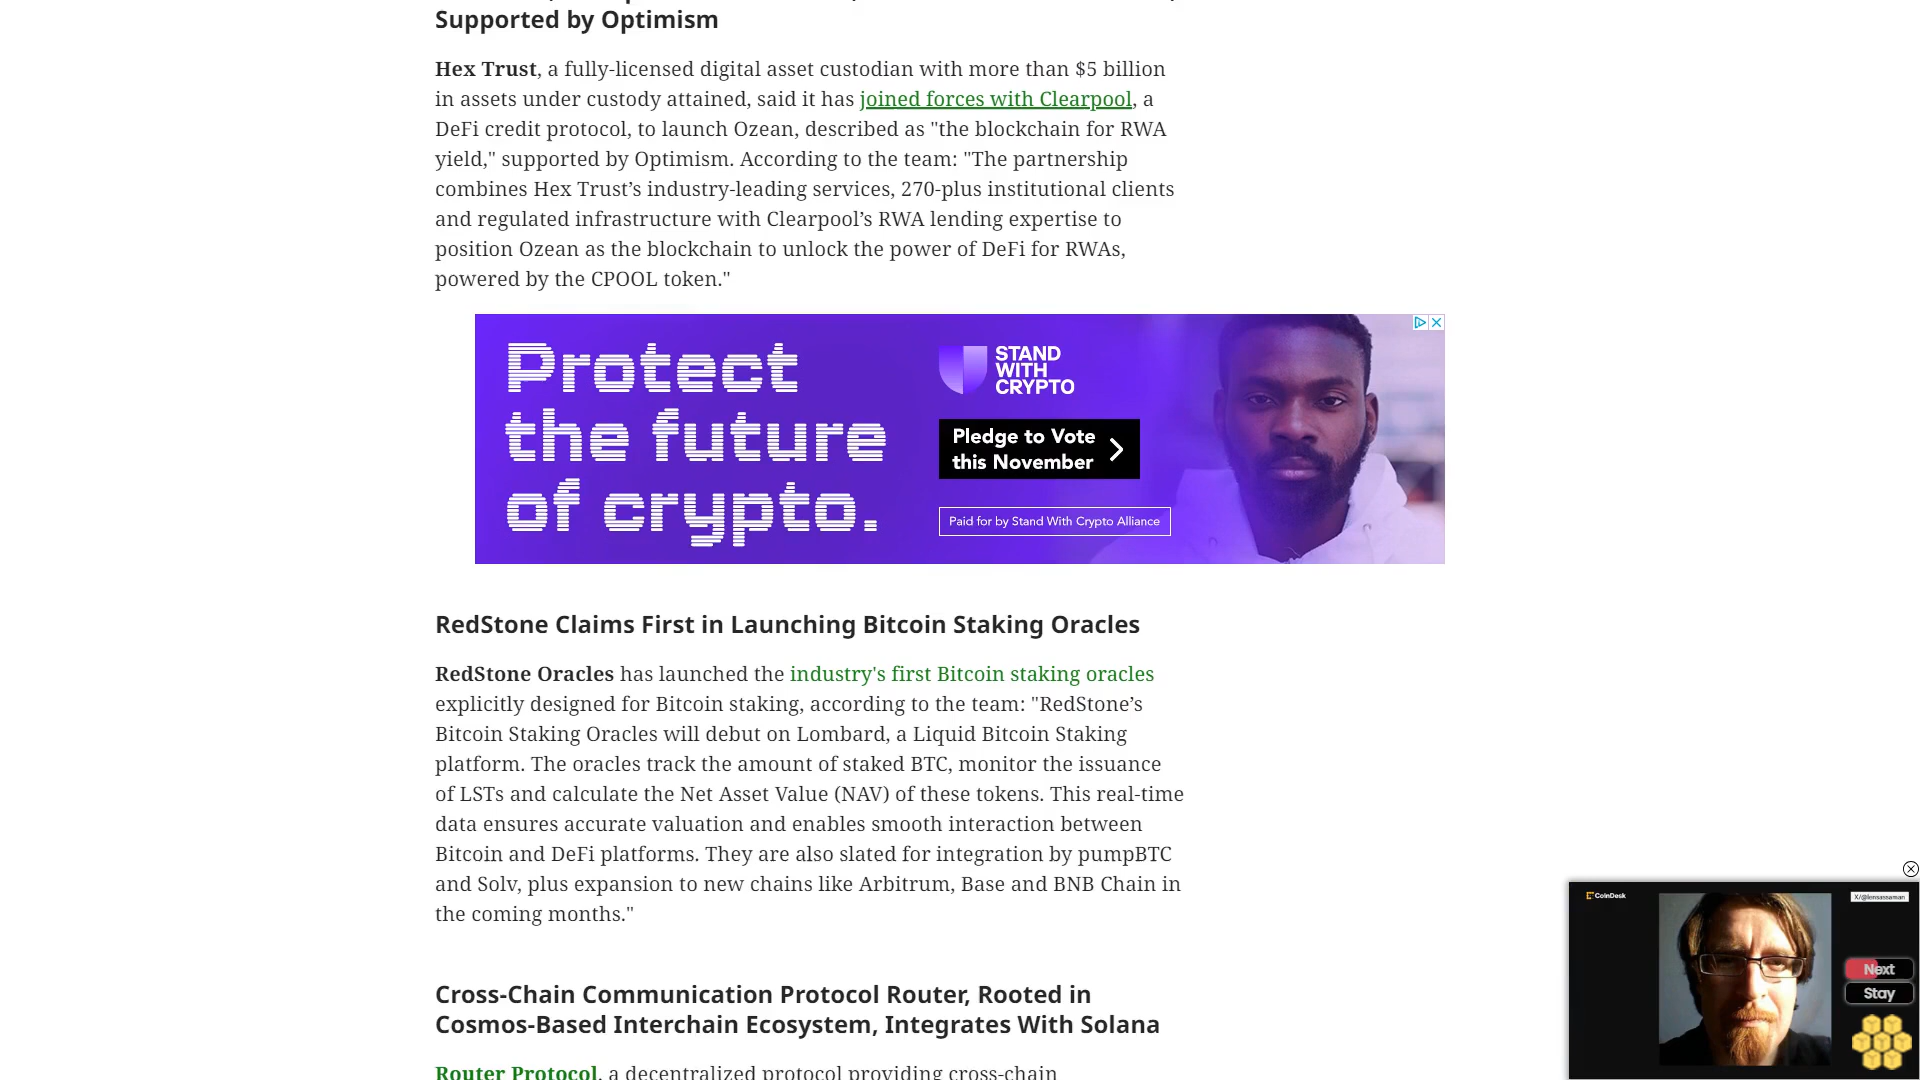 Supported by Optimism
Hex Trust, a fully-licensed digital asset custodian with more than $5 billion
in assets under custody attained, said it has joined forces with Clearpool, a
DeFi credit protocol, to launch Ozean, described as "the blockchain for RWA
yield," supported by Optimism. According to the team: "The partnership
combines Hex Trust’s industry-leading services, 270-plus institutional clients
and regulated infrastructure with Clearpool’s RWA lending expertise to
position Ozean as the blockchain to unlock the power of DeFi for RWAs,
powered by the CPOOL token."
Protect
the future
of crypto.
STAND
WITH
CRYPTO
Pledge to Vote
this November
Paid for by Stand With Crypto Alliance
RedStone Claims First in Launching Bitcoin Staking Oracles
RedStone Oracles has launched the industry's first Bitcoin staking oracles
explicitly designed for Bitcoin staking, according to the team: "RedStone’s
Bitcoin Staking Oracles will debut on Lombard, a Liquid Bitcoin Staking
platform. The oracles track the amount of staked BTC, monitor the issuance
of LSTs and calculate the Net Asset Value (NAV) of these tokens. This real-time
data ensures accurate valuation and enables smooth interaction between
Bitcoin and DeFi platforms. They are also slated for integration by pumpBTC
and Solv, plus expansion to new chains like Arbitrum, Base and BNB Chain in
the coming months."
CoinDesk
X/@lensassaman
Next
Stay
Cross-Chain Communication Protocol Router, Rooted in
Cosmos-Based Interchain Ecosystem, Integrates With Solana
Router Protocol, a decentralized protocol providing cross-chain